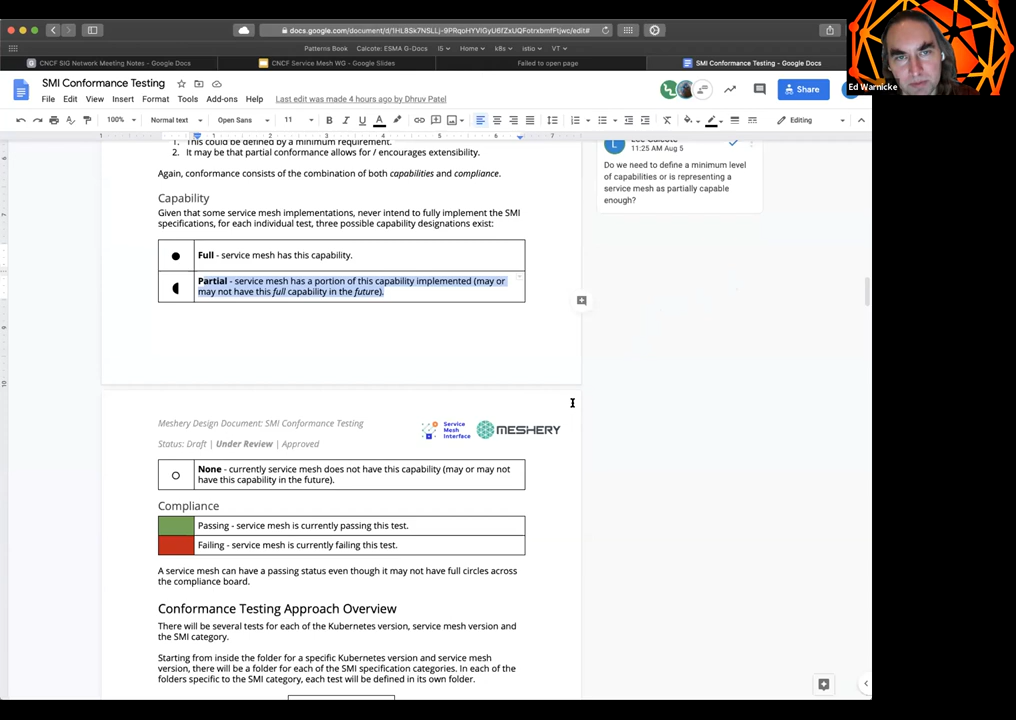 docs.google.com/document/d/1HL8Sk7NSLLj-9PRqoHYVlGyU6fZxUQFotrxbmfFtjwc/edit#
Patterns Book
Calcote: ESMA G-Docs
I5
Home
k8s
istio
VT
CNCF SIG Network Meeting Notes - Google Docs
CNCF Service Mesh WG - Google Slides
Failed to open page
SMI Conformance Testing - Google Docs
Ed Warnicke
SMI Conformance Testing
File Edit View Insert Format Tools Add-ons Help Last edit was made 4 hours ago by Dhruv Patel
Share
100% Normal text Open Sans 11 B I U A Editing
1. This could be defined by a minimum requirement.
2. It may be that partial conformance allows for / encourages extensibility.
Again, conformance consists of the combination of both capabilities and compliance.
Capability
Given that some service mesh implementations, never intend to fully implement the SMI
specifications, for each individual test, three possible capability designations exist:
Full - service mesh has this capability.
Partial - service mesh has a portion of this capability implemented (may or
may not have this full capability in the future).
11:25 AM Aug 5
Do we need to define a minimum level
of capabilities or is representing a
service mesh as partially capable
enough?
Meshery Design Document: SMI Conformance Testing
Status: Draft | Under Review | Approved
Service
Mesh
Interface
MESHERY
None - currently service mesh does not have this capability (may or may not
have this capability in the future).
Compliance
Passing - service mesh is currently passing this test.
Failing - service mesh is currently failing this test.
A service mesh can have a passing status even though it may not have full circles across
the compliance board.
Conformance Testing Approach Overview
There will be several tests for each of the Kubernetes version, service mesh version and
the SMI category.
Starting from inside the folder for a specific Kubernetes version and service mesh
version, there will be a folder for each of the SMI specification categories. In each of the
folders specific to the SMI category, each test will be defined in its own folder.